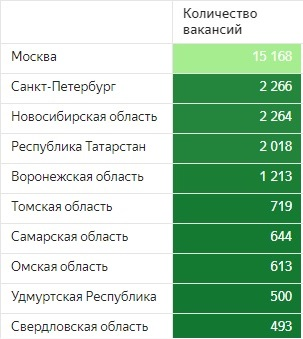 Количество
вакансий
Москва 15 168
Санкт-Петербург 2 266
Новосибирская область 2 264
Республика Татарстан 2 018
Воронежская область 1 213
Томская область 719
Самарская область 644
Омская область 613
Удмуртская Республика 500
Свердловская область 493